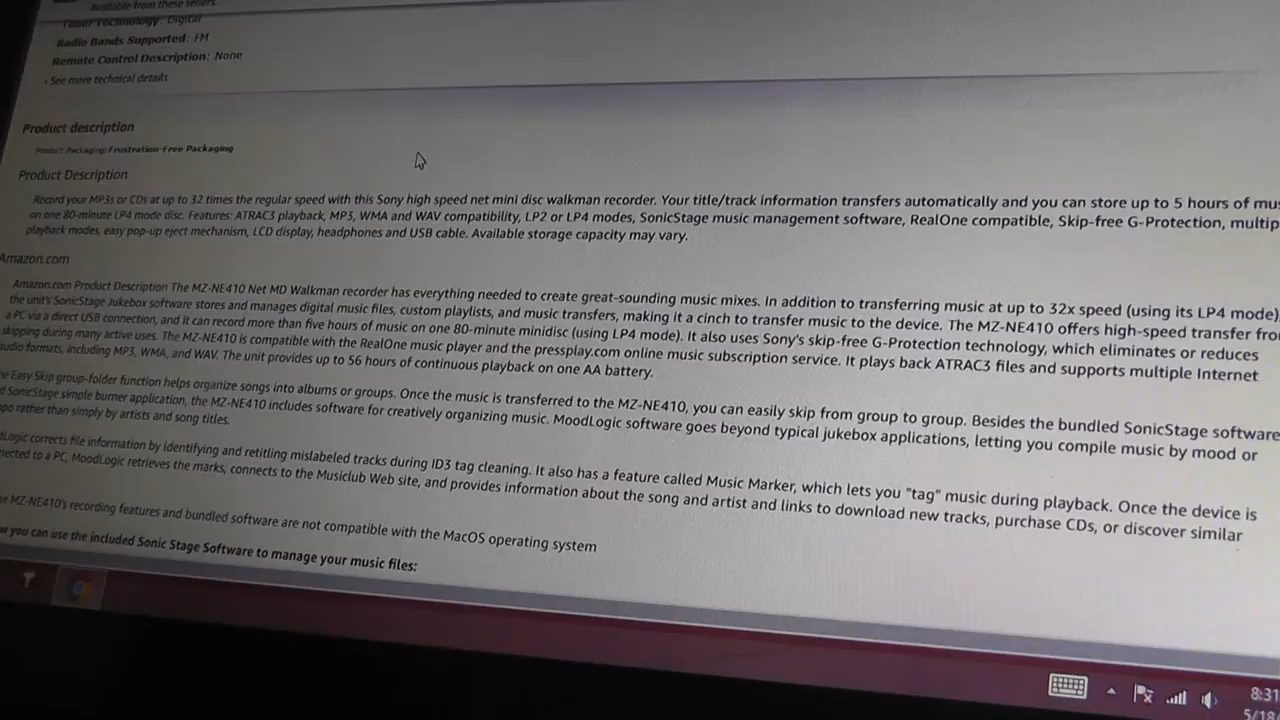 Available from these sellers.
Tuner Technology: Digital
Radio Bands Supported: FM
Remote Control Description: None
› See more technical details
Product description
Product Packaging: Frustration-Free Packaging
Product Description
Record your MP3s or CDs at up to 32 times the regular speed with this Sony high speed net mini disc walkman recorder. Your title/track information transfers automatically and you can store up to 5 hours of mus
on one 80-minute LP4 mode disc. Features: ATRAC3 playback, MP3, WMA and WAV compatibility, LP2 or LP4 modes, SonicStage music management software, RealOne compatible, Skip-free G-Protection, multip
playback modes, easy pop-up eject mechanism, LCD display, headphones and USB cable. Available storage capacity may vary.
Amazon.com
Amazon.com Product Description The MZ-NE410 Net MD Walkman recorder has everything needed to create great-sounding music mixes. In addition to transferring music at up to 32x speed (using its LP4 mode),
the unit's SonicStage Jukebox software stores and manages digital music files, custom playlists, and music transfers, making it a cinch to transfer music to the device. The MZ-NE410 offers high-speed transfer fro
a PC via a direct USB connection, and it can record more than five hours of music on one 80-minute minidisc (using LP4 mode). It also uses Sony's skip-free G-Protection technology, which eliminates or reduces
skipping during many active uses. The MZ-NE410 is compatible with the RealOne music player and the pressplay.com online music subscription service. It plays back ATRAC3 files and supports multiple Internet
audio formats, including MP3, WMA, and WAV. The unit provides up to 56 hours of continuous playback on one AA battery.
he Easy Skip group-folder function helps organize songs into albums or groups. Once the music is transferred to the MZ-NE410, you can easily skip from group to group. Besides the bundled SonicStage software
d SonicStage simple burner application, the MZ-NE410 includes software for creatively organizing music. MoodLogic software goes beyond typical jukebox applications, letting you compile music by mood or
po rather than simply by artists and song titles.
dLogic corrects file information by identifying and retitling mislabeled tracks during ID3 tag cleaning. It also has a feature called Music Marker, which lets you "tag" music during playback. Once the device is
nected to a PC, MoodLogic retrieves the marks, connects to the Musiclub Web site, and provides information about the song and artist and links to download new tracks, purchase CDs, or discover similar
e MZ-NE410's recording features and bundled software are not compatible with the MacOS operating system
w you can use the included Sonic Stage Software to manage your music files:
8:31